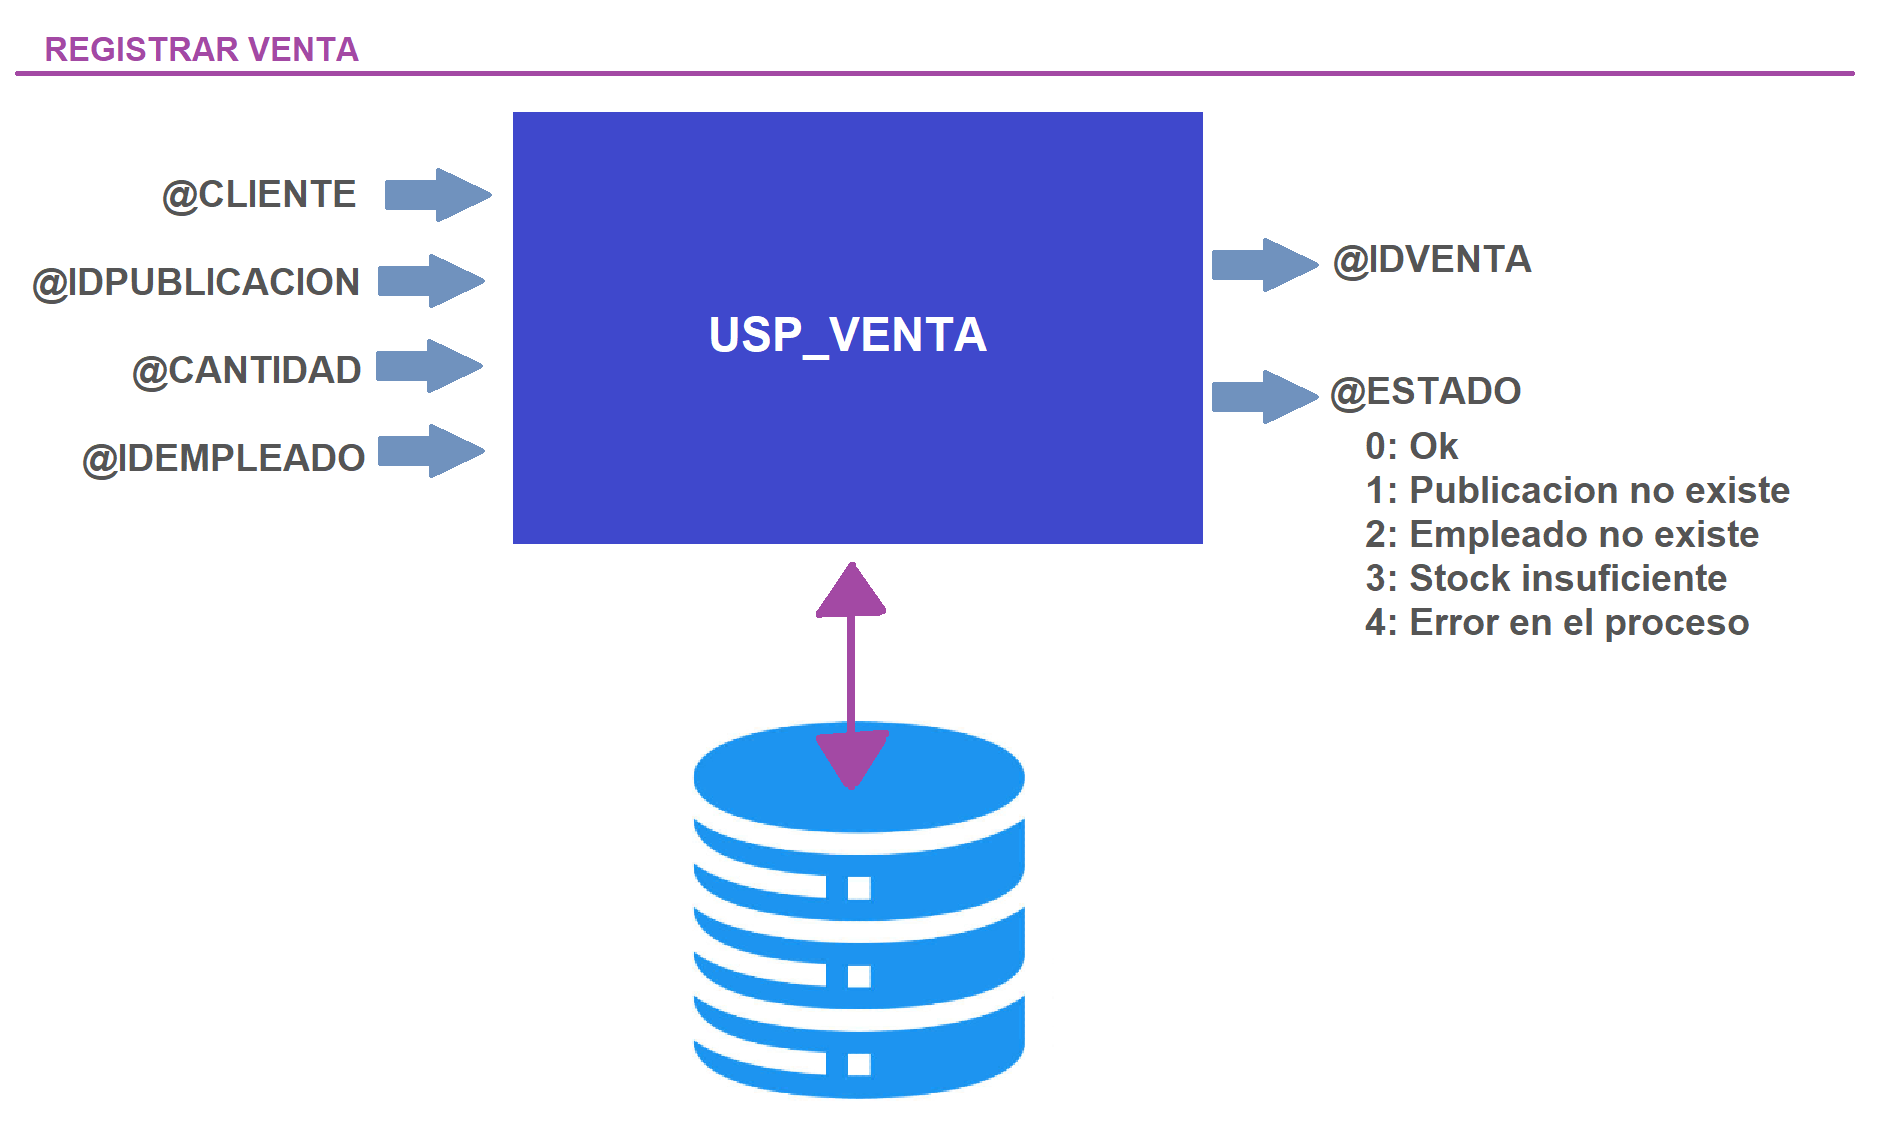 REGISTRAR VENTA
@CLIENTE
@IDPUBLICACION
@CANTIDAD
@IDEMPLEADO
USP_VENTA
@IDVENTA
@ESTADO
0: Ok
1: Publicacion no existe
2: Empleado no existe
3: Stock insuficiente
4: Error en el proceso